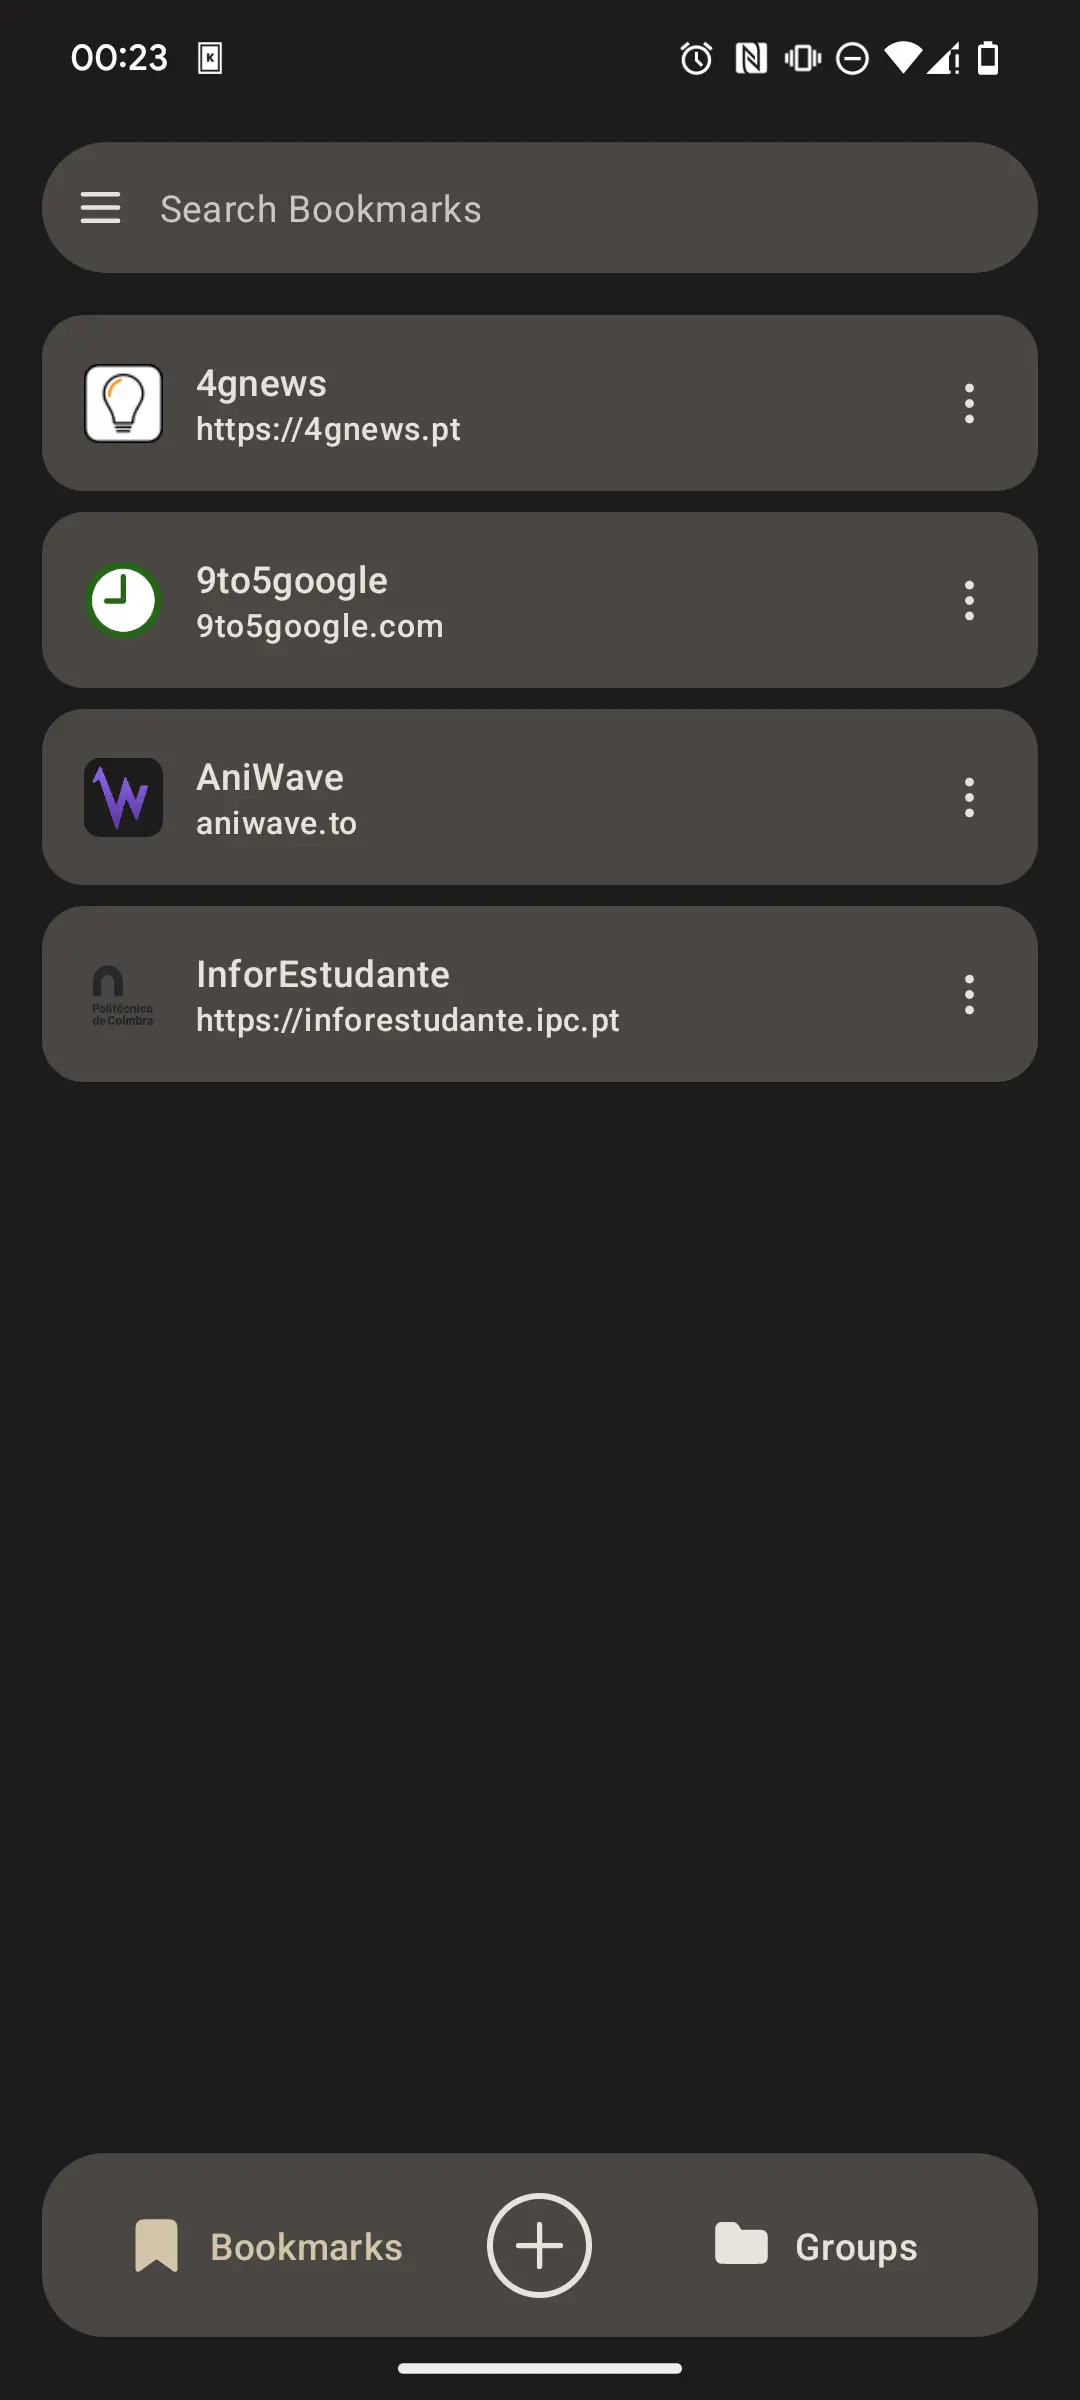 00:23
Search Bookmarks
4gnews
https://4gnews.pt
9to5google
9to5google.com
AniWave
aniwave.to
InforEstudante
https://inforestudante.ipc.pt
Politécnico
de Coimbra
Bookmarks
Groups